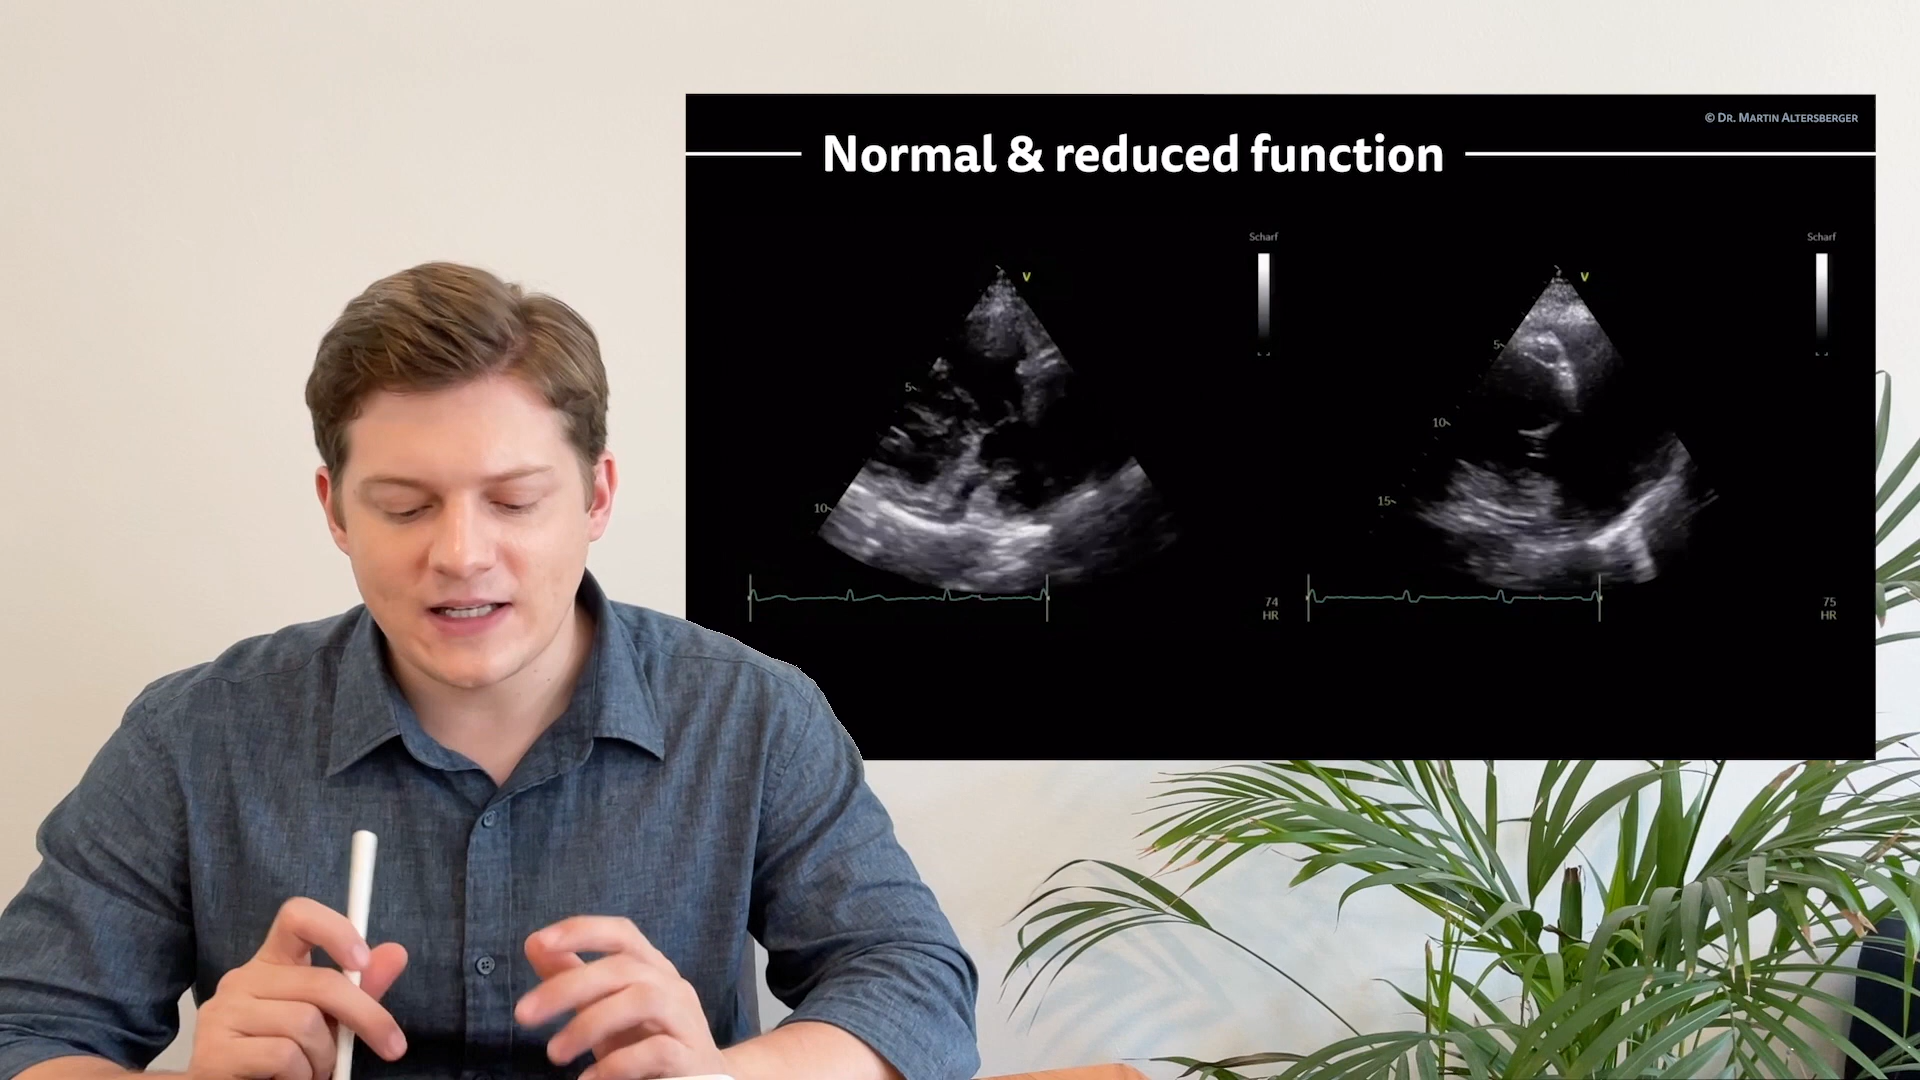 © Dr. Martin Altersberger
Normal & reduced function
Scharf
Scharf
V
V
5
5
10
10
15
74
HR
75
HR